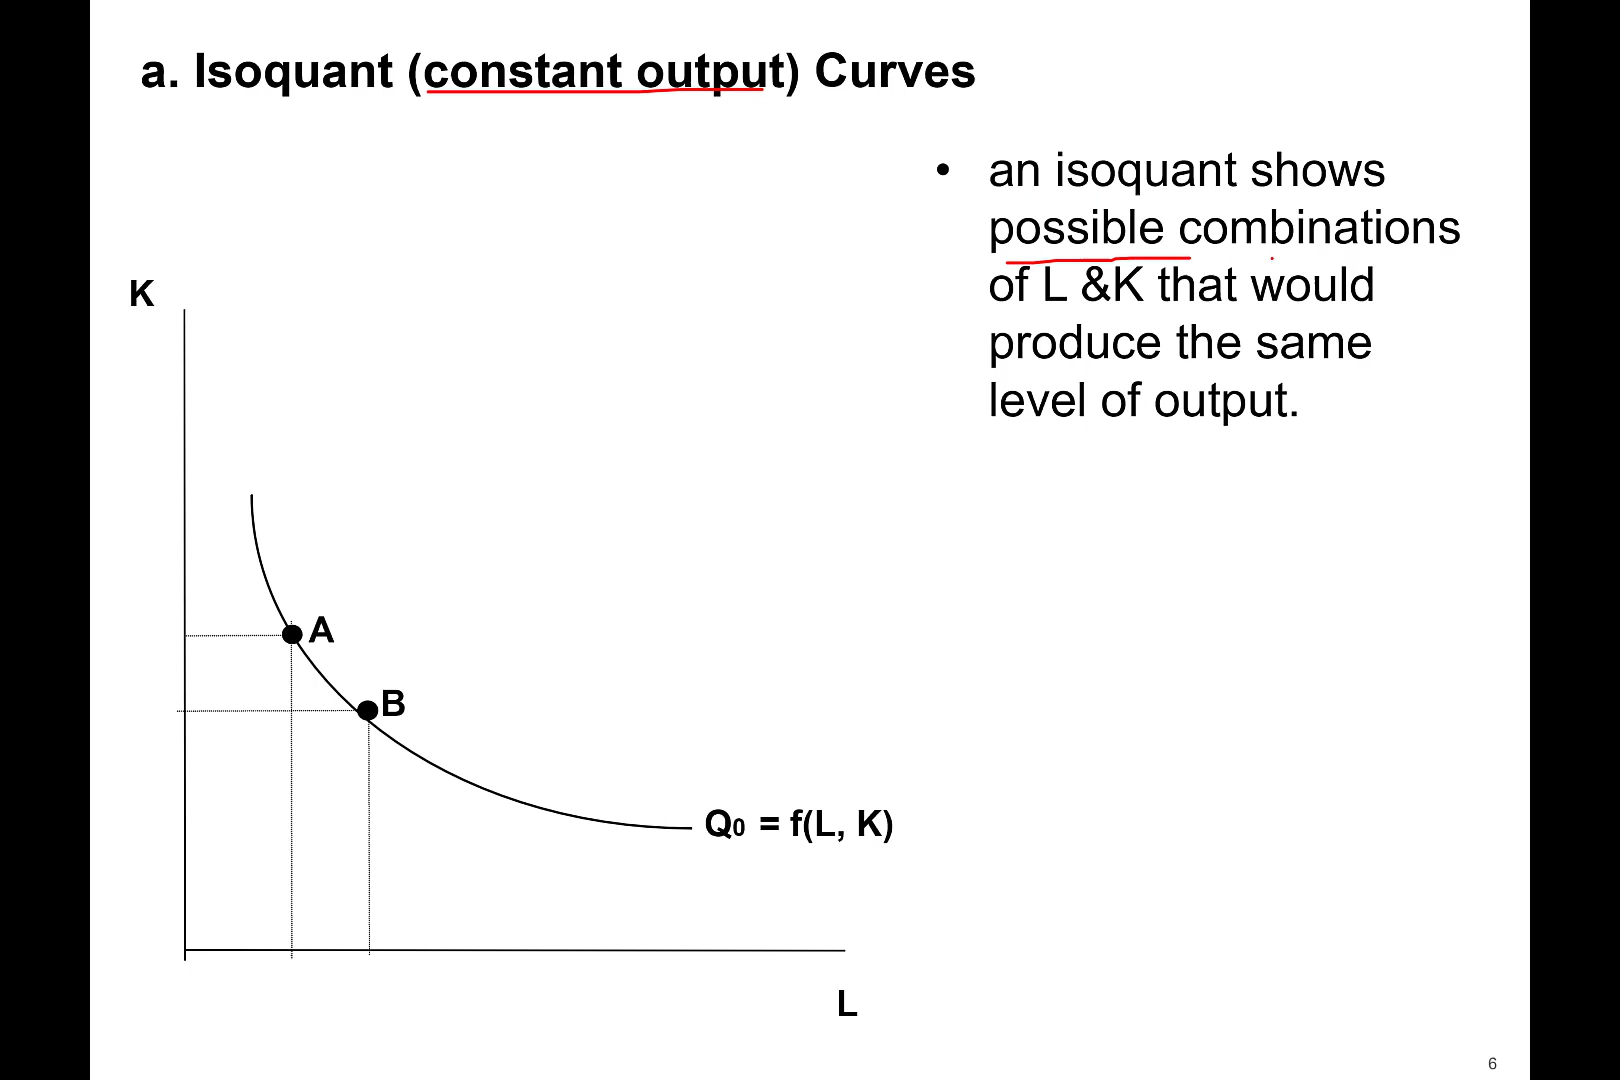 a. Isoquant (constant output) Curves
• an isoquant shows
possible combinations
of L &K that would
produce the same
level of output.
K
A
B
Q0 = f(L, K)
L
6